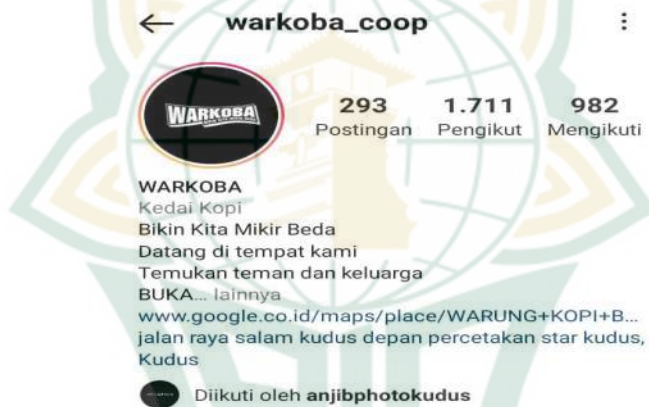 warkoba_coop
WARKOBA
293 1.711 982
Postingan Pengikut Mengikuti
WARKOBA
Kedai Kopi
Bikin Kita Mikir Beda
Datang di tempat kami
Temukan teman dan keluarga
BUKA... lainnya
www.google.co.id/maps/place/WARUNG+KOPI+B...
jalan raya salam kudus depan percetakan star kudus,
Kudus
Diikuti oleh anjibphotokudus